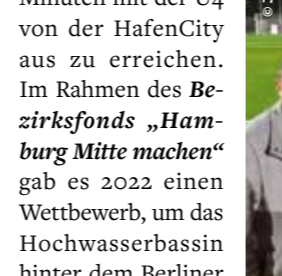 Minuten mit der U4
von der HafenCity
aus zu erreichen.
Im Rahmen des Be-
zirksfonds „Ham-
burg Mitte machen“
gab es 2022 einen
Wettbewerb, um das
Hochwasserbassin
hinter dem Berliner
©